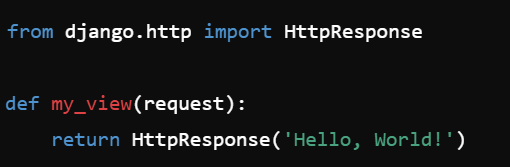 from django.http import HttpResponse
def my_view(request):
    return HttpResponse('Hello, World!')